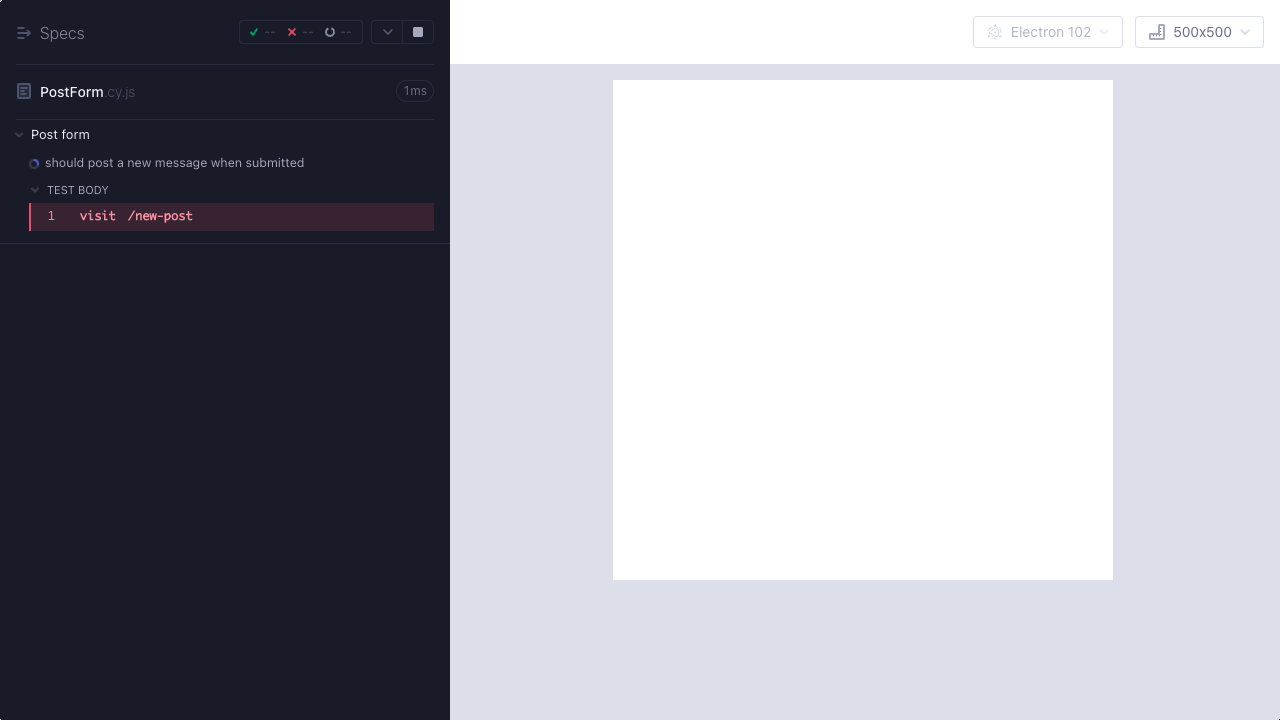 Specs
-- -- --
Electron 102
500x500
PostForm.cy.js
1ms
Post form
should post a new message when submitted
TEST BODY
1 visit /new-post